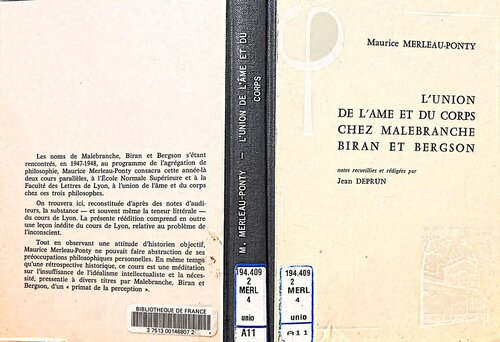 Les noms de Malebranche, Biran et Bergson s'étant
rencontrés, en 1947-1948, au programme de l'agrégation de
philosophie, Maurice Merleau-Ponty consacra cette année-là
deux cours parallèles, à l'École Normale Supérieure et à la
Faculté des Lettres de Lyon, à l'union de l'âme et du corps
chez ces trois philosophes.
On trouvera ici, reconstituée d'après des notes d'audi-
teurs, la substance — et souvent même la teneur littérale —
du cours de Lyon. La présente réédition comprend en outre
une leçon inédite du cours de Lyon, relative au problème de
l'inconscient.
Tout en observant une attitude d'historien objectif,
Maurice Merleau-Ponty ne pouvait faire abstraction de ses
préoccupations philosophiques personnelles. En même temps
qu'une rétrospective historique, ce cours est une méditation
sur l'insuffisance de l'idéalisme intellectualiste et la néces-
sité, pressentie à divers titres par Malebranche, Biran et
Bergson, d'un « primat de la perception ».
BIBLIOTHEQUE DE FRANCE
3 7513 00146807 2
M. MERLEAU-PONTY — L'UNION DE L'ÂME ET DU
CORPS
194.409
2
MERL
4
unio
A11
Maurice MERLEAU-PONTY
L'UNION
DE L'AME ET DU CORPS
CHEZ MALEBRANCHE
BIRAN ET BERGSON
notes recueillies et rédigées par
Jean DEPRUN
194.409
2
MERL
4
unio
A11